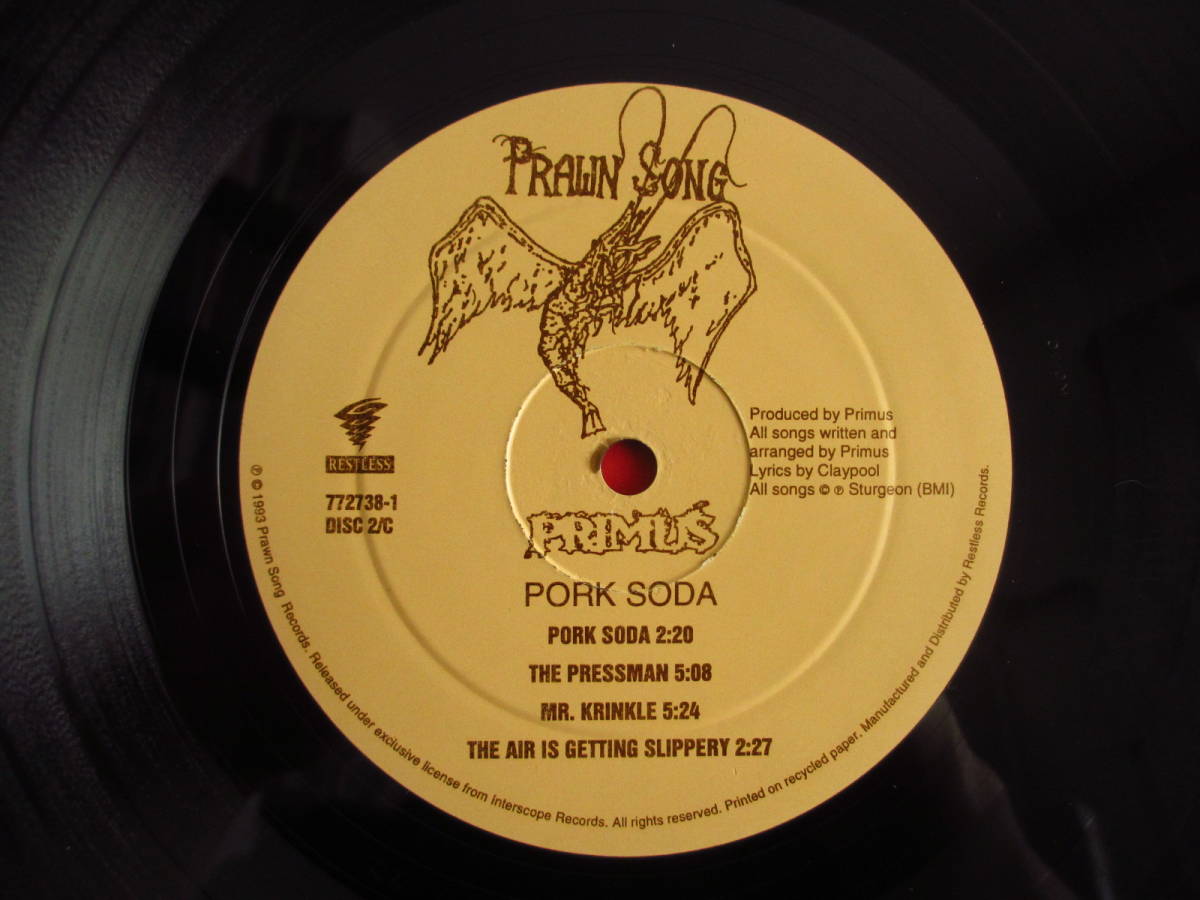 PRAWN SONG
RESTLESS
772738-1
DISC 2/C
Produced by Primus
All songs written and
arranged by Primus
Lyrics by Claypool
All songs © ℗ Sturgeon (BMI)
PRIMUS
PORK SODA
PORK SODA 2:20
THE PRESSMAN 5:08
MR. KRINKLE 5:24
THE AIR IS GETTING SLIPPERY 2:27
℗ © 1993 Prawn Song Records. Released under exclusive license from Interscope Records. All rights reserved. Printed on recycled paper. Manufactured and Distributed by Restless Records.